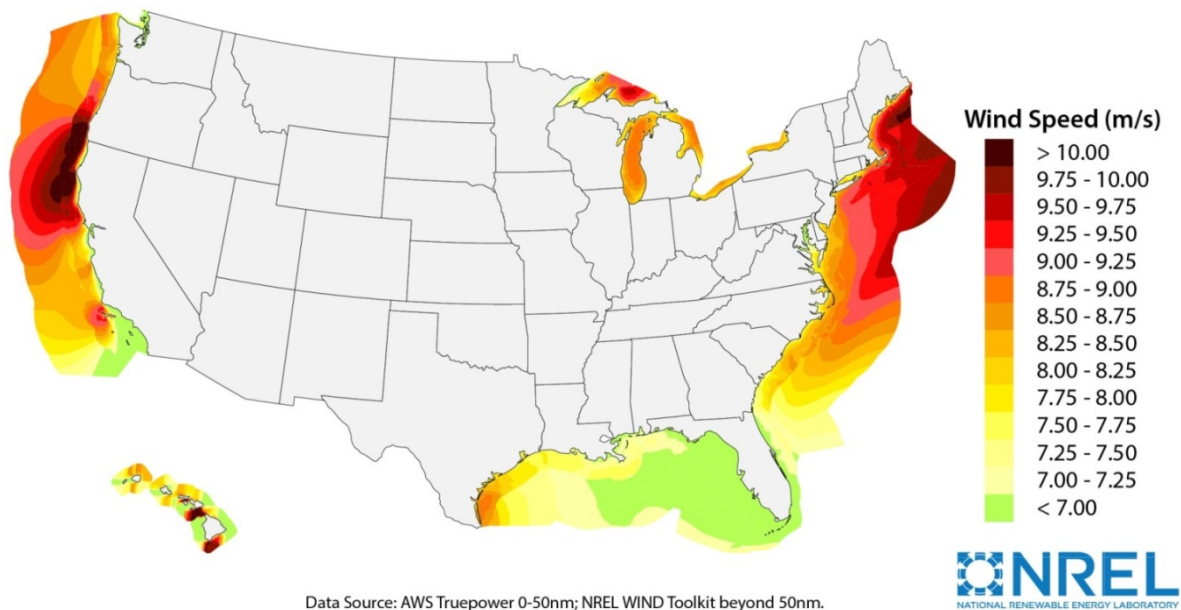 Wind Speed (m/s)
> 10.00
9.75 - 10.00
9.50 - 9.75
9.25 - 9.50
9.00 - 9.25
8.75 - 9.00
8.50 - 8.75
8.25 - 8.50
8.00 - 8.25
7.75 - 8.00
7.50 - 7.75
7.25 - 7.50
7.00 - 7.25
< 7.00
NREL
NATIONAL RENEWABLE ENERGY LABORATORY
Data Source: AWS Truepower 0-50nm; NREL WIND Toolkit beyond 50nm.